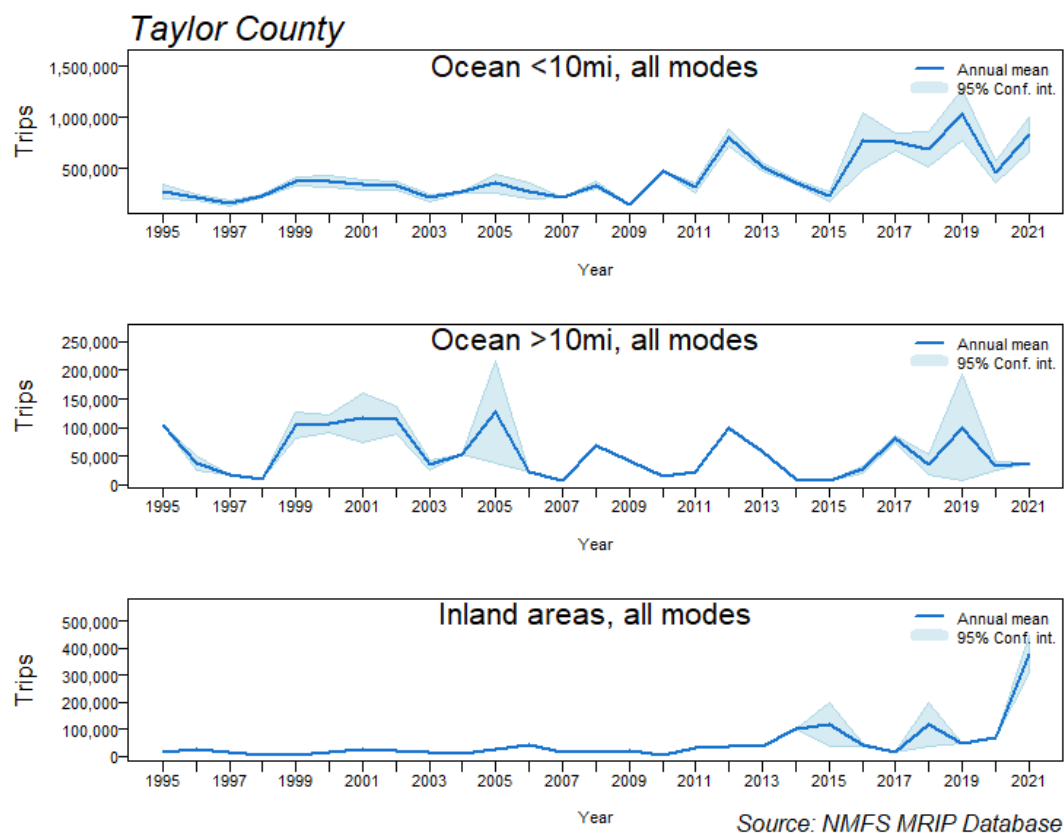 Taylor County
Ocean <10mi, all modes
Annual mean
95% Conf. int.
Trips
1,500,000
1,000,000
500,000
1995 1997 1999 2001 2003 2005 2007 2009 2011 2013 2015 2017 2019 2021
Year
Ocean >10mi, all modes
Annual mean
95% Conf. int.
Trips
250,000
200,000
150,000
100,000
50,000
0
1995 1997 1999 2001 2003 2005 2007 2009 2011 2013 2015 2017 2019 2021
Year
Inland areas, all modes
Annual mean
95% Conf. int.
Trips
500,000
400,000
300,000
200,000
100,000
0
1995 1997 1999 2001 2003 2005 2007 2009 2011 2013 2015 2017 2019 2021
Year
Source: NMFS MRIP Database